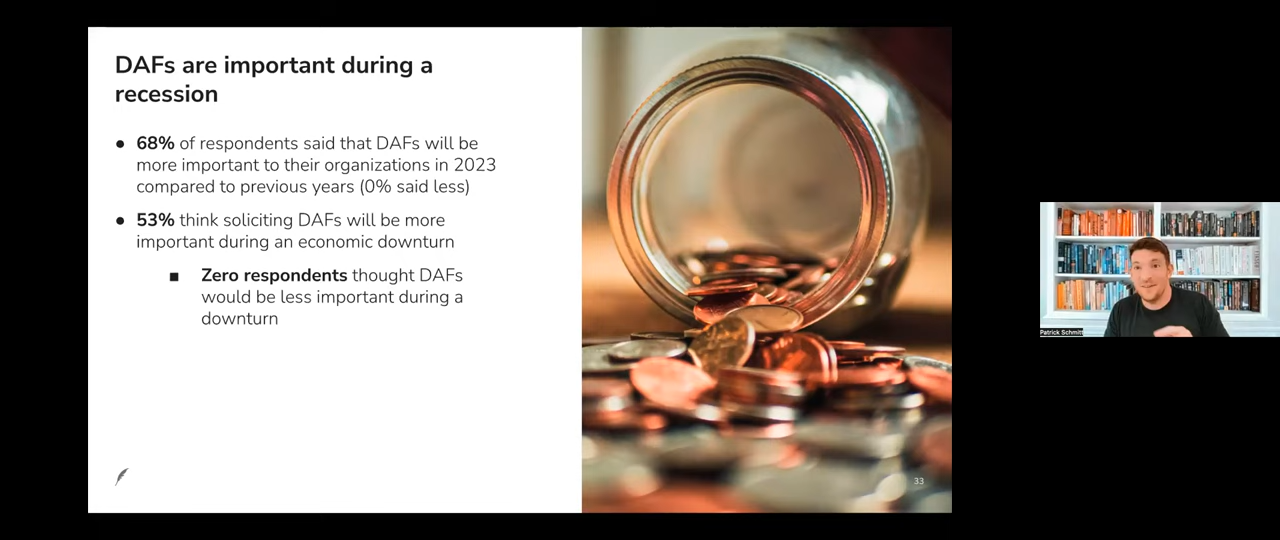 DAFs are important during a
recession
● 68% of respondents said that DAFs will be
more important to their organizations in 2023
compared to previous years (0% said less)
● 53% think soliciting DAFs will be more
important during an economic downturn
■ Zero respondents thought DAFs
would be less important during a
downturn
33
Patrick Schmitt